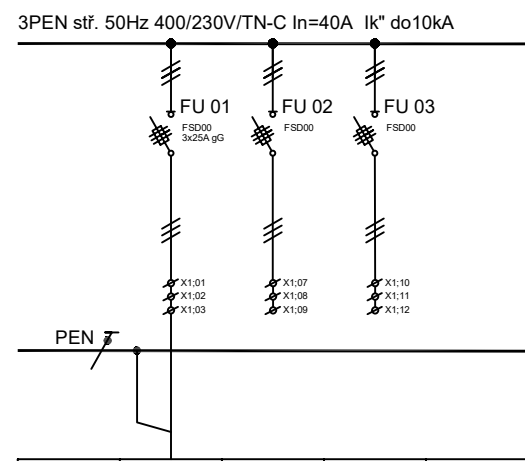 3PEN stř. 50Hz 400/230V/TN-C In=40A Ik" do10kA
FU 01
FSD00
3x25A gG
FU 02
FSD00
FU 03
FSD00
X1;01
X1;02
X1;03
X1;07
X1;08
X1;09
X1;10
X1;11
X1;12
PEN